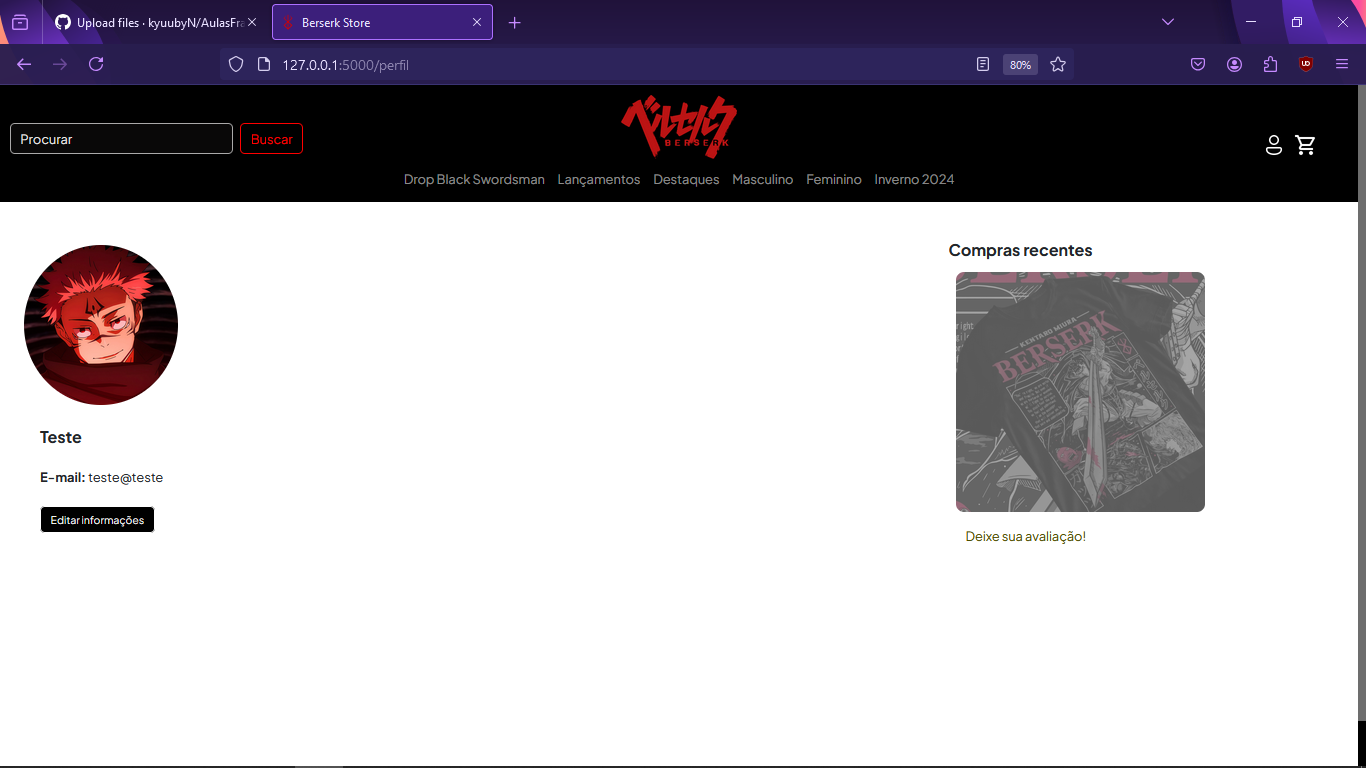 Upload files · kyuubyN/AulasFra
Berserk Store
127.0.0.1:5000/perfil
80%
Procurar
Buscar
ベルセルク
BERSERK
Drop Black Swordsman
Lançamentos
Destaques
Masculino
Feminino
Inverno 2024
Teste
E-mail: teste@teste
Editar informações
Compras recentes
KENTARO MIURA
BERSERK
Deixe sua avaliação!